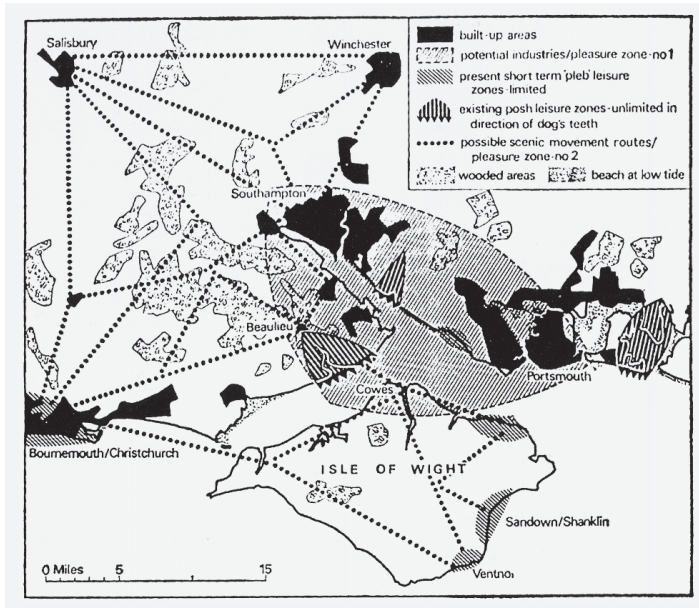 Salisbury
Winchester
built-up areas
potential industries/pleasure zone-no1
present short term 'pleb' leisure
zones-limited
existing posh leisure zones-unlimited in
direction of dog's teeth
possible scenic movement routes/
pleasure zone-no2
wooded areas beach at low tide
Southampton
Beaulieu
Cowes
Portsmouth
Bournemouth/Christchurch
ISLE OF WIGHT
Sandown/Shanklin
Ventnor
0 Miles 5 15